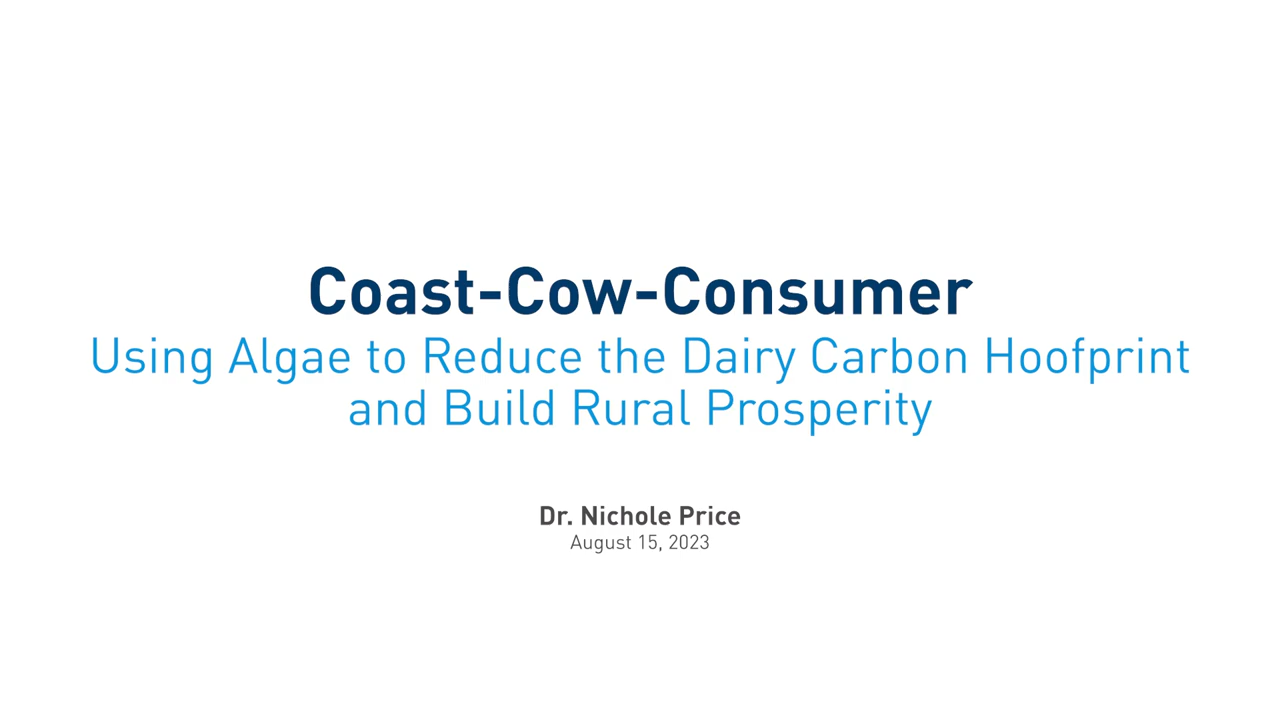 Coast-Cow-Consumer
Using Algae to Reduce the Dairy Carbon Hoofprint
and Build Rural Prosperity
Dr. Nichole Price
August 15, 2023